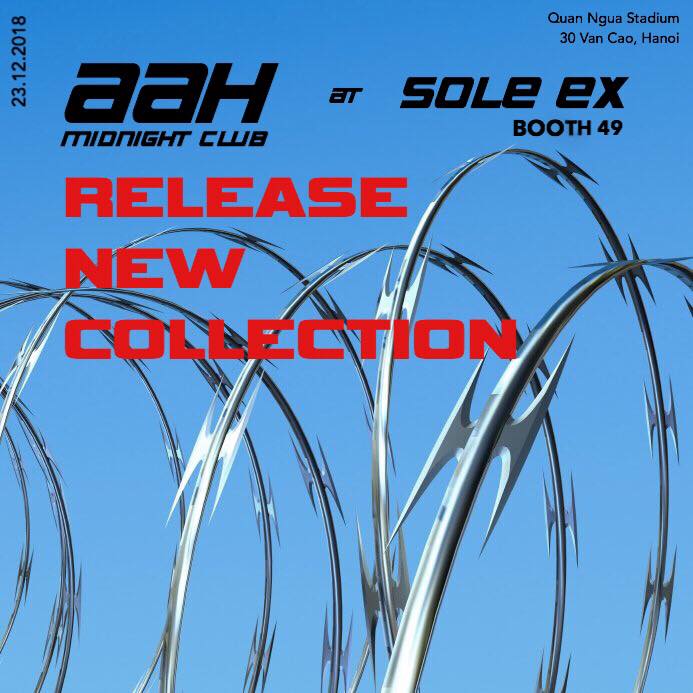 23.12.2018
Quan Ngua Stadium
30 Van Cao, Hanoi
aaH at SOLe ex
MIDNIGHT CLUB
BOOTH 49
RELEASE
NEW
COLLECTION